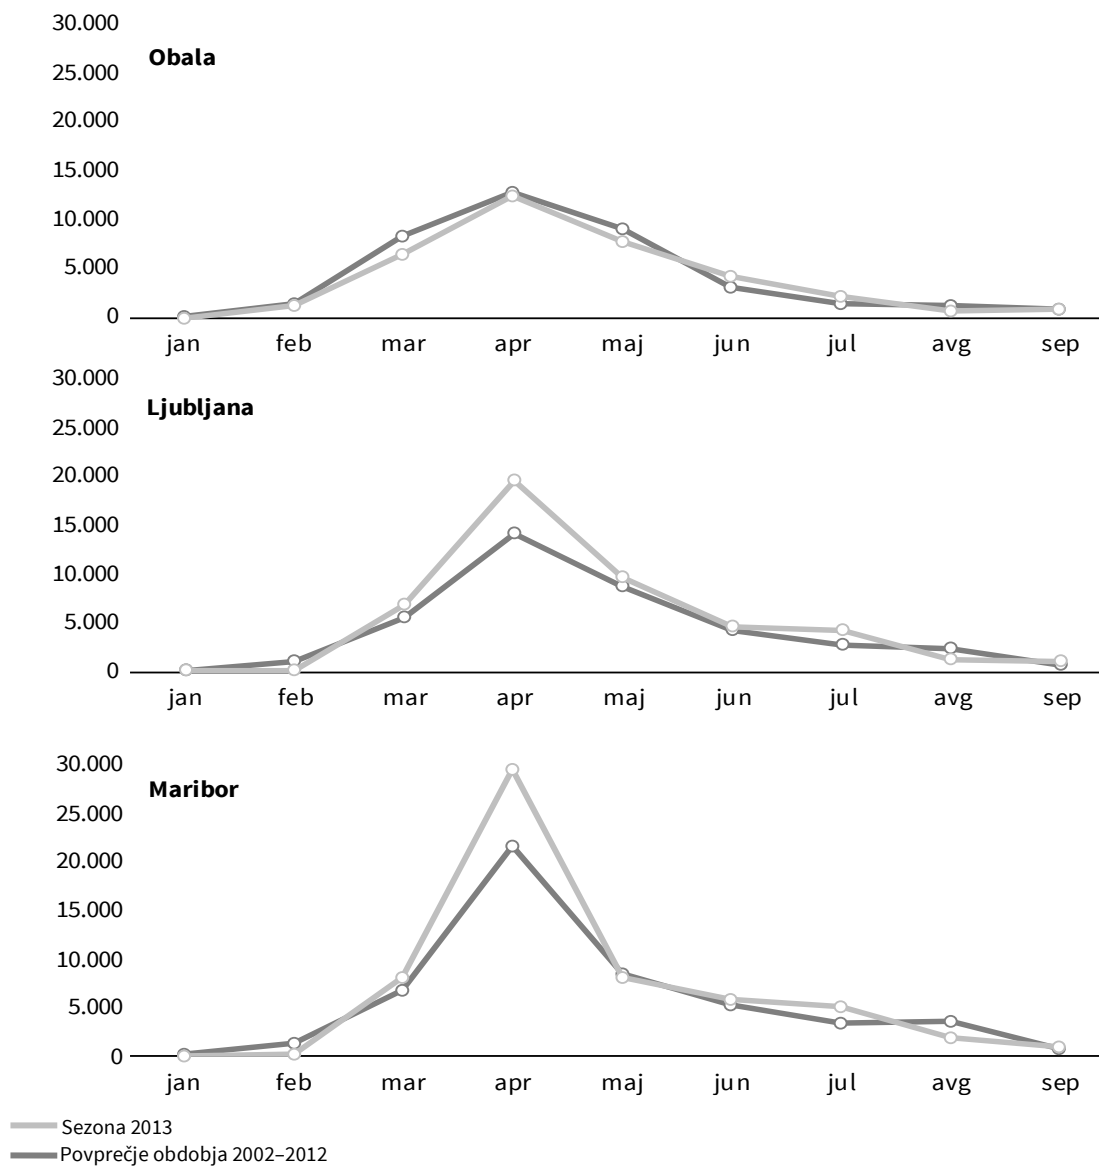 30.000
Obala
25.000
20.000
15.000
10.000
5.000
0
jan feb mar apr maj jun jul avg sep
30.000
Ljubljana
25.000
20.000
15.000
10.000
5.000
0
jan feb mar apr maj jun jul avg sep
30.000
Maribor
25.000
20.000
15.000
10.000
5.000
0
jan feb mar apr maj jun jul avg sep
Sezona 2013
Povprečje obdobja 2002–2012